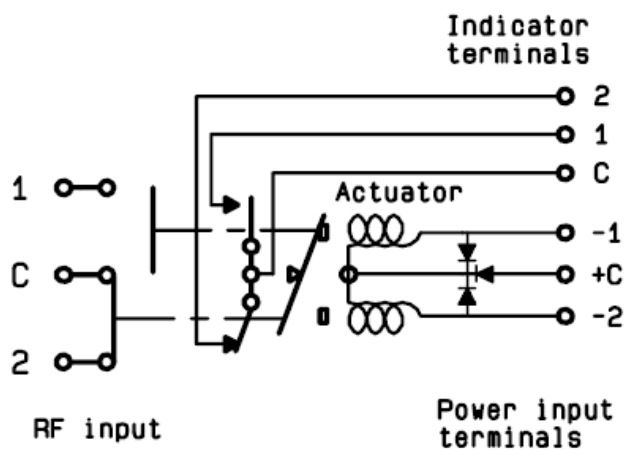 Indicator
terminals
2
1
C
1
Actuator
-1
C
+C
-2
2
RF input
Power input
terminals